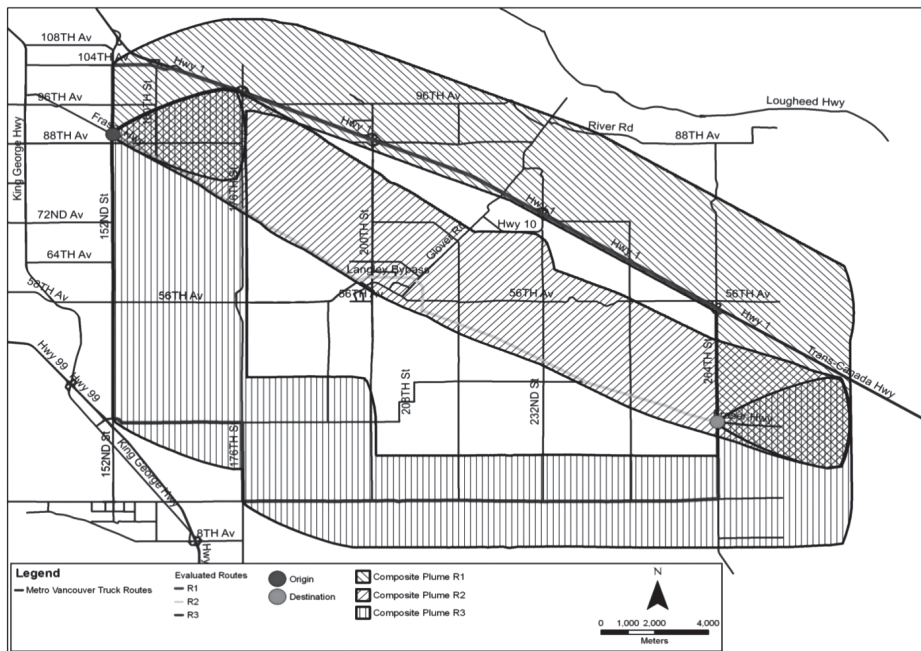 108TH Av
104TH Av
Hwy 1
96TH Av
96TH Av
Lougheed Hwy
River Rd
88TH Av
88TH Av
King George Hwy
152ND St
176TH St
Hwy 1
200TH St
Glover Rd
Hwy 10
Hwy 1
Hwy 1
72ND Av
64TH Av
Langley Bypass
56TH Av
56TH Av
56TH Av
56TH Av
Hwy 1
Trans-Canada Hwy
264TH St
208TH St
232ND St
Hwy 99
Hwy 99
152ND St
King George Hwy
176TH S
8TH Av
Hwy
Legend
Metro Vancouver Truck Routes
Evaluated Routes
R1
R2
R3
Origin
Destination
Composite Plume R1
Composite Plume R2
Composite Plume R3
N
0 1,000 2,000 4,000
Meters